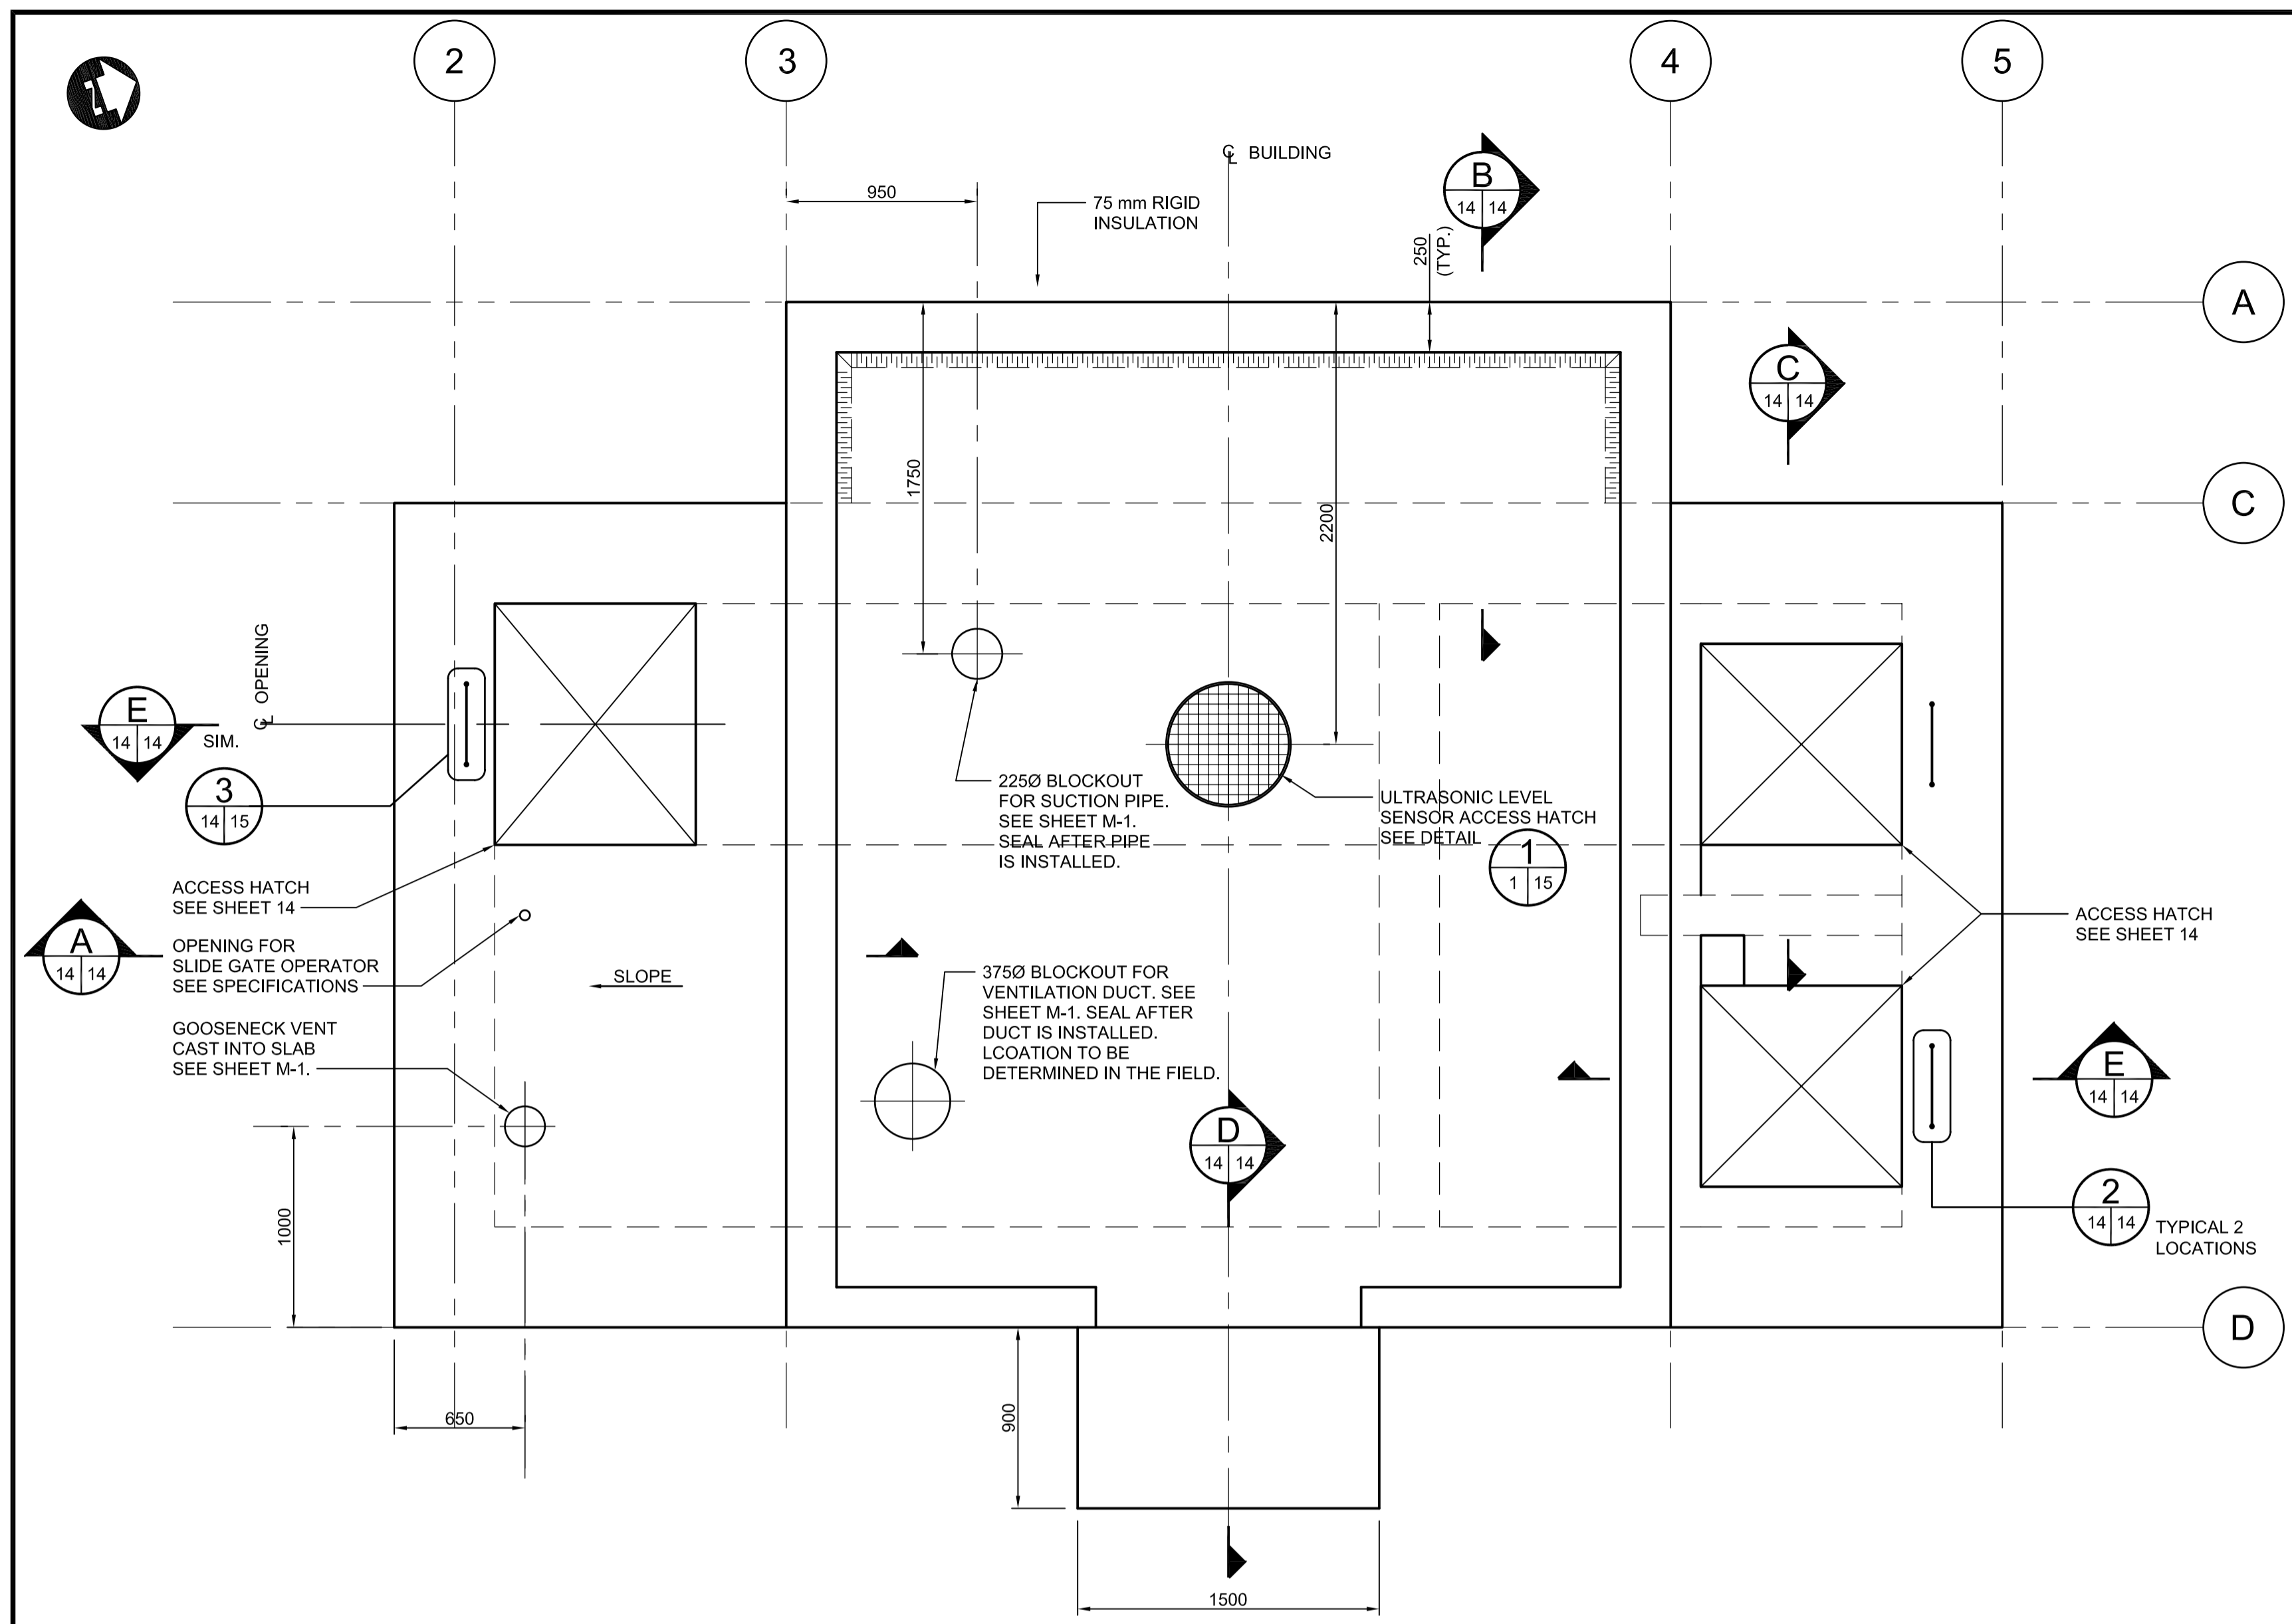 2
3
4
5
Z
℄ BUILDING
B
14 14
950
75 mm RIGID
INSULATION
250
(TYP.)
A
C
14 14
1750
2200
C
℄ OPENING
E
14 14
SIM.
3
14 15
225Ø BLOCKOUT
FOR SUCTION PIPE.
SEE SHEET M-1.
SEAL AFTER PIPE
IS INSTALLED.
ULTRASONIC LEVEL
SENSOR ACCESS HATCH
SEE DETAIL
1
1 15
ACCESS HATCH
SEE SHEET 14
ACCESS HATCH
SEE SHEET 14
A
14 14
OPENING FOR
SLIDE GATE OPERATOR
SEE SPECIFICATIONS
SLOPE
375Ø BLOCKOUT FOR
VENTILATION DUCT. SEE
SHEET M-1. SEAL AFTER
DUCT IS INSTALLED.
LCOATION TO BE
DETERMINED IN THE FIELD.
GOOSENECK VENT
CAST INTO SLAB
SEE SHEET M-1.
E
14 14
D
14 14
2
14 14
TYPICAL 2
LOCATIONS
1000
D
650
900
1500